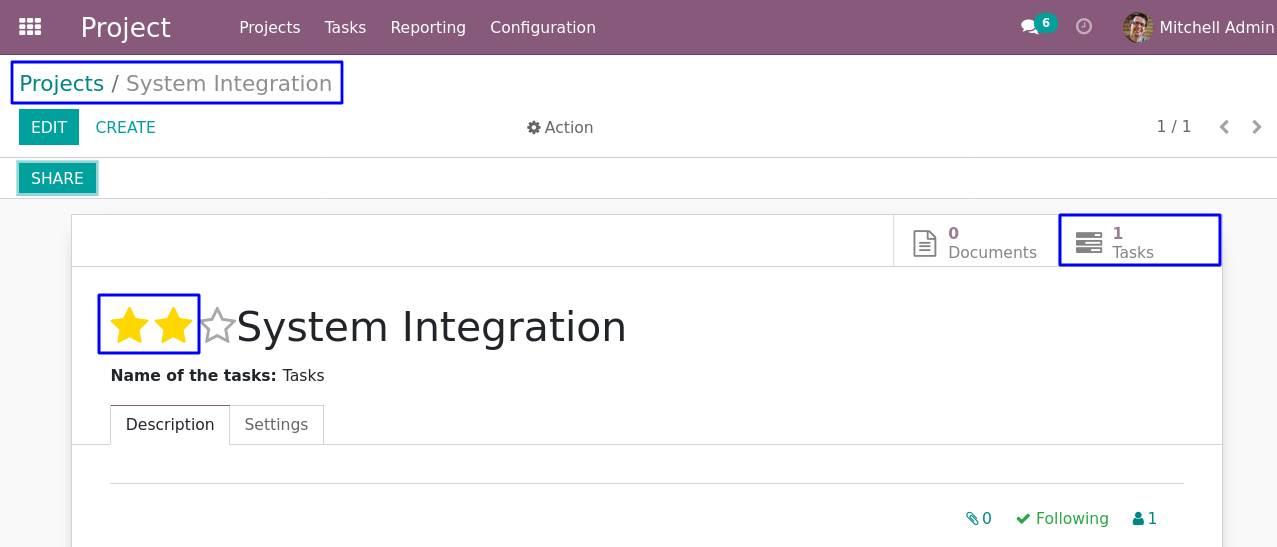 Project Projects Tasks Reporting Configuration 6 Mitchell Admin
Projects / System Integration
EDIT CREATE Action 1 / 1
SHARE
0 Documents
1 Tasks
System Integration
Name of the tasks: Tasks
Description Settings
0 Following 1